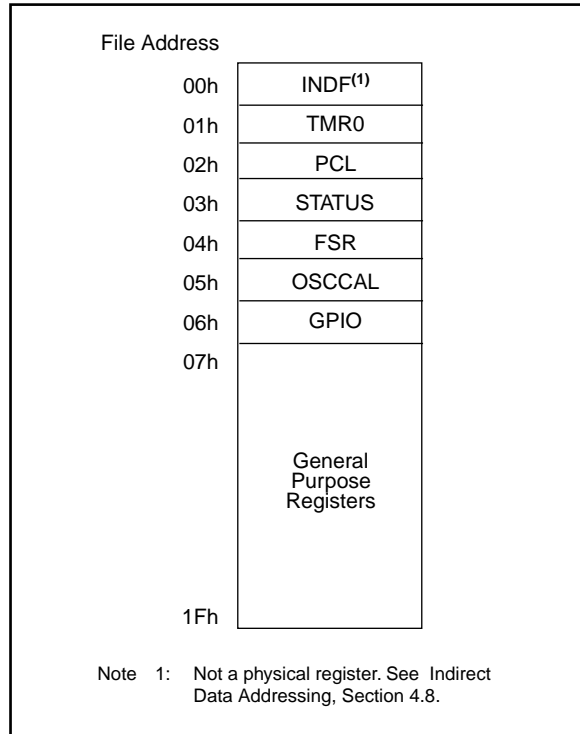 File Address
00h INDF(1)
01h TMR0
02h PCL
03h STATUS
04h FSR
05h OSCCAL
06h GPIO
07h
General
Purpose
Registers
1Fh
Note 1: Not a physical register. See Indirect
Data Addressing, Section 4.8.